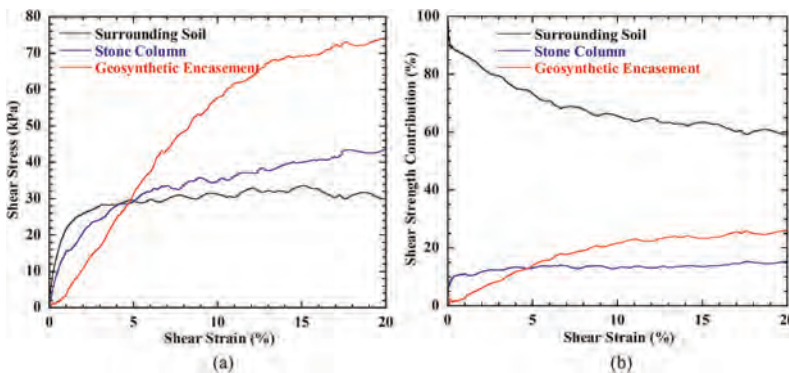 80
70
60
50
40
30
20
10
0
Shear Stress (kPa)
Surrounding Soil
Stone Column
Geosynthetic Encasement
0 5 10 15 20
Shear Strain (%)
(a)
100
80
60
40
20
0
Shear Strength Contribution (%)
Surrounding Soil
Stone Column
Geosynthetic Encasement
0 5 10 15 20
Shear Strain (%)
(b)